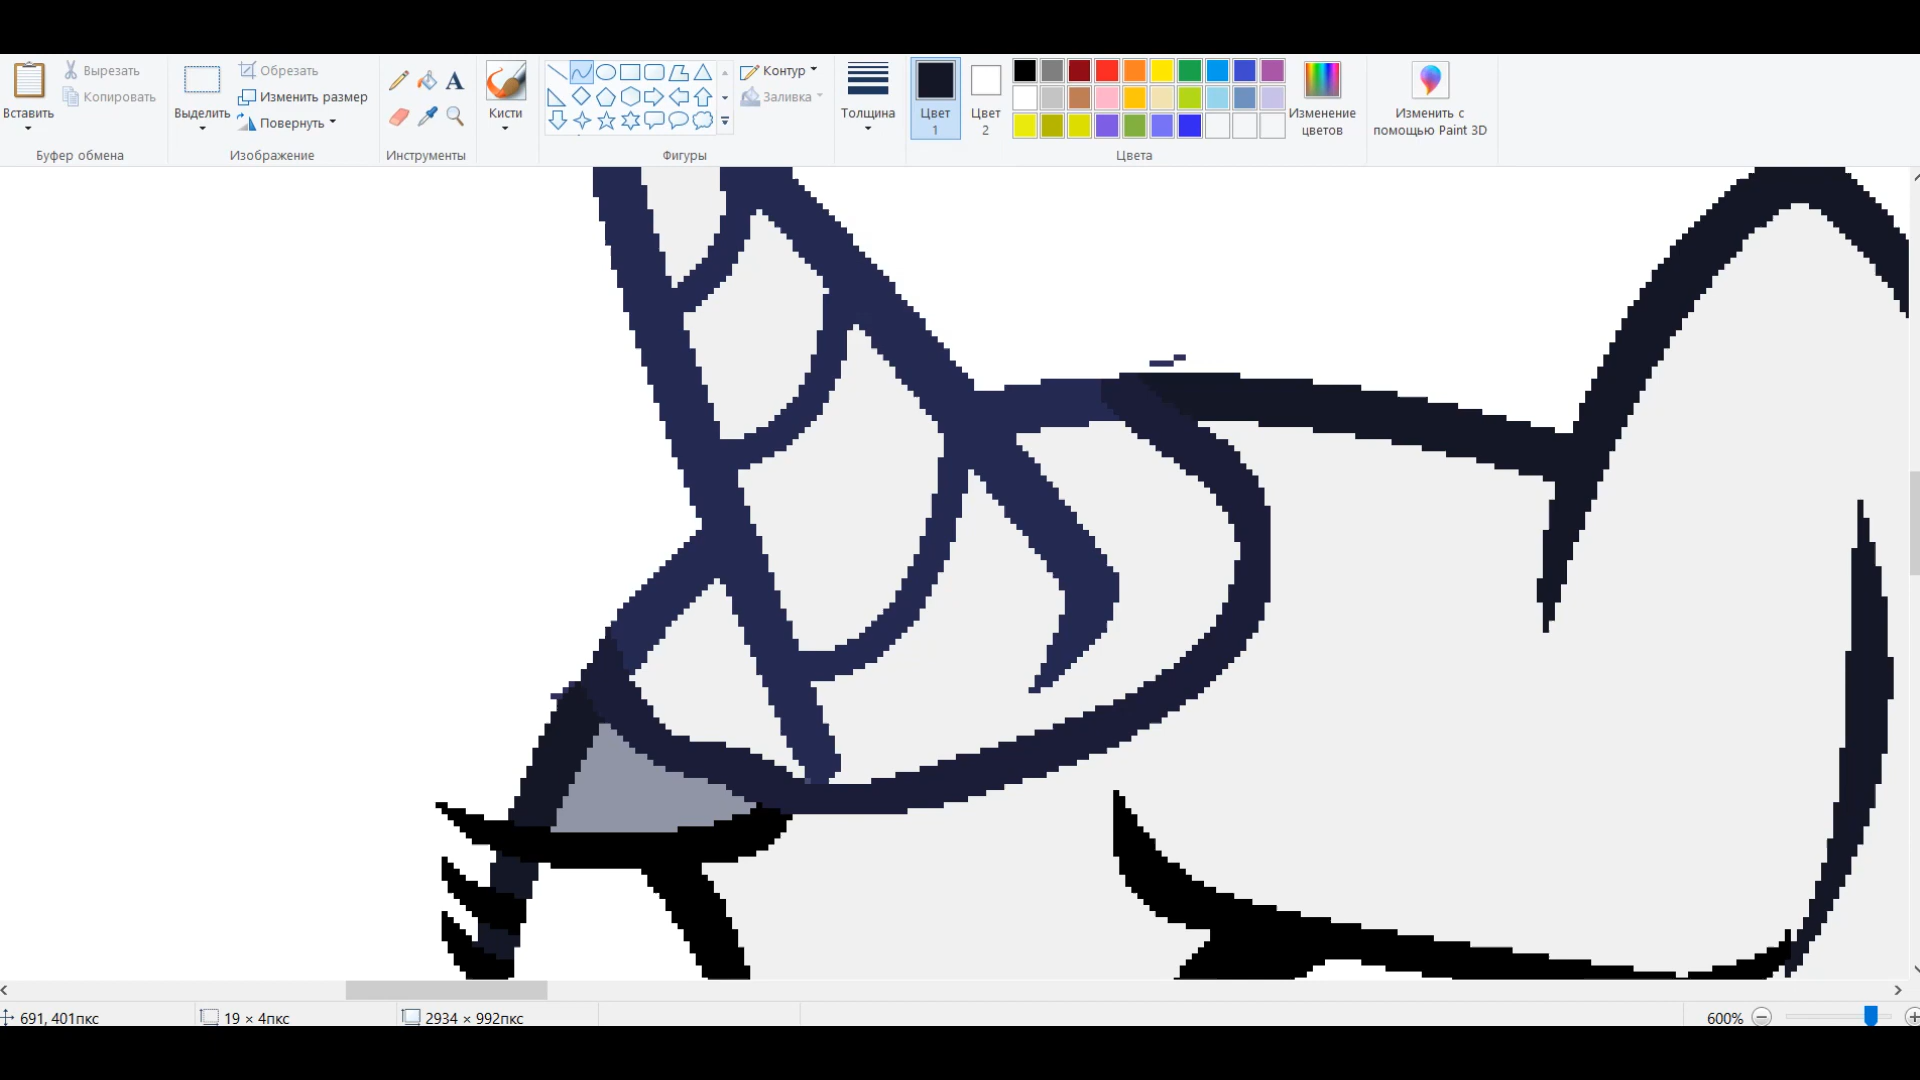 Вставить
Вырезать
Копировать
Буфер обмена
Выделить
Обрезать
Изменить размер
Повернуть
Изображение
A
Инструменты
Кисти
Контур
Заливка
Фигуры
Толщина
Цвет
1
Цвет
2
Изменение
цветов
Цвета
Изменить с
помощью Paint 3D
691, 401пкс
19 × 4пкс
2934 × 992пкс
600%